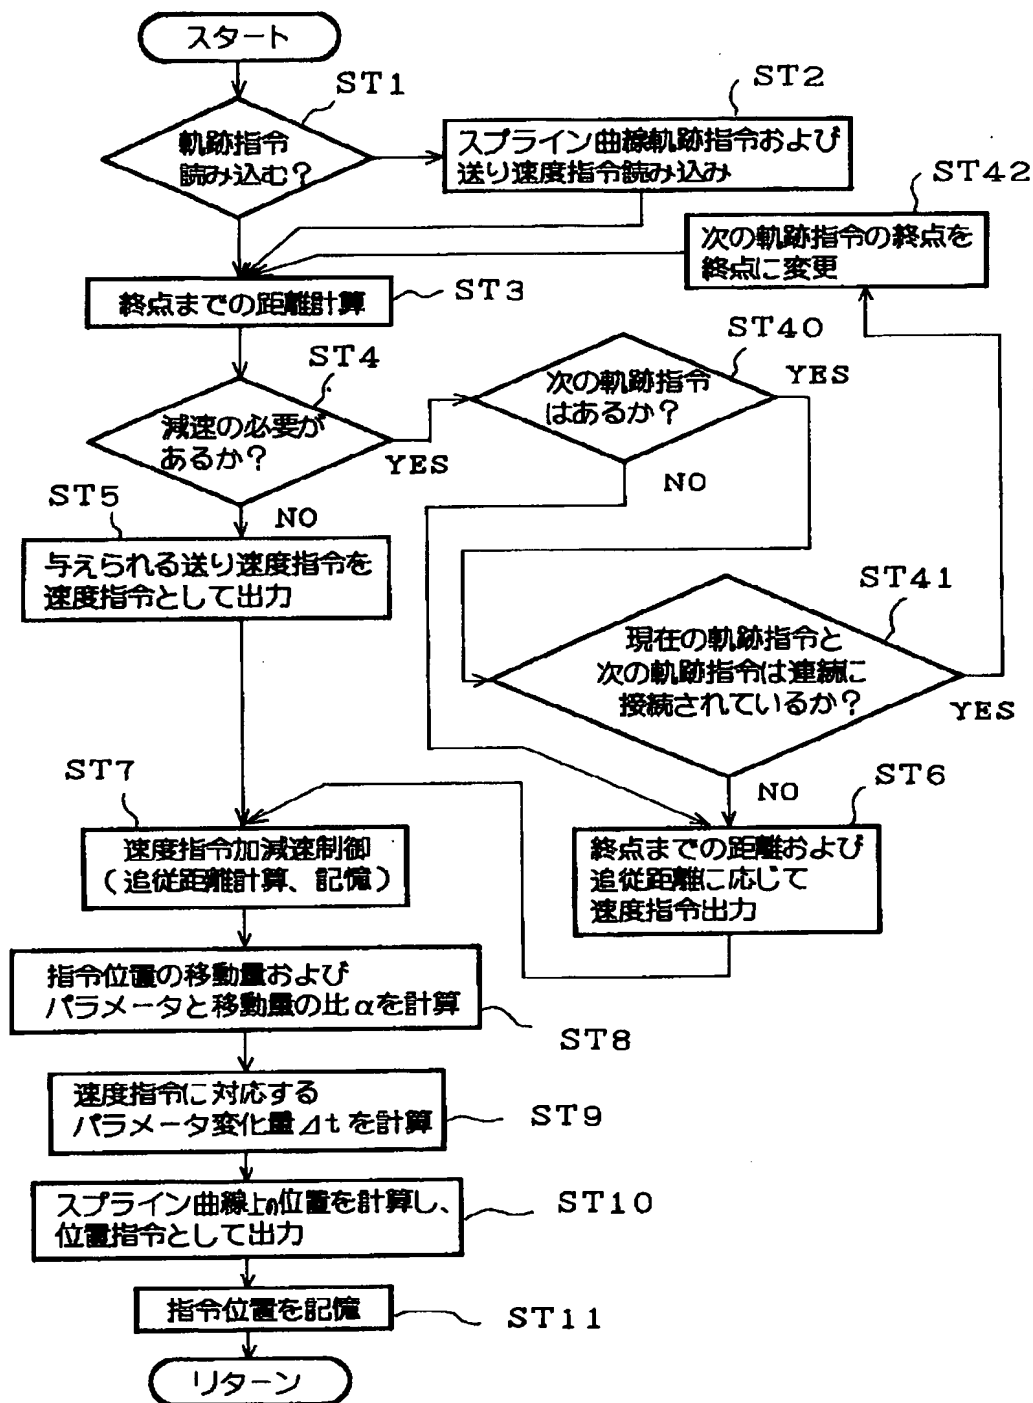 スタート
ST1
軌跡指令
読み込む?
ST2
スプライン曲線軌跡指令および
送り速度指令読み込み
ST42
次の軌跡指令の終点を
終点に変更
終点までの距離計算
ST3
ST4
減速の必要が
あるか?
YES
NO
ST40
次の軌跡指令
はあるか?
YES
NO
ST5
与えられる送り速度指令を
速度指令として出力
ST41
現在の軌跡指令と
次の軌跡指令は連続に
接続されているか?
YES
NO
ST7
速度指令加減速制御
(追従距離計算、記憶)
ST6
終点までの距離および
追従距離に応じて
速度指令出力
指令位置の移動量および
パラメータと移動量の比αを計算
ST8
速度指令に対応する
パラメータ変化量Δtを計算
ST9
スプライン曲線上の位置を計算し、
位置指令として出力
ST10
指令位置を記憶
ST11
リターン